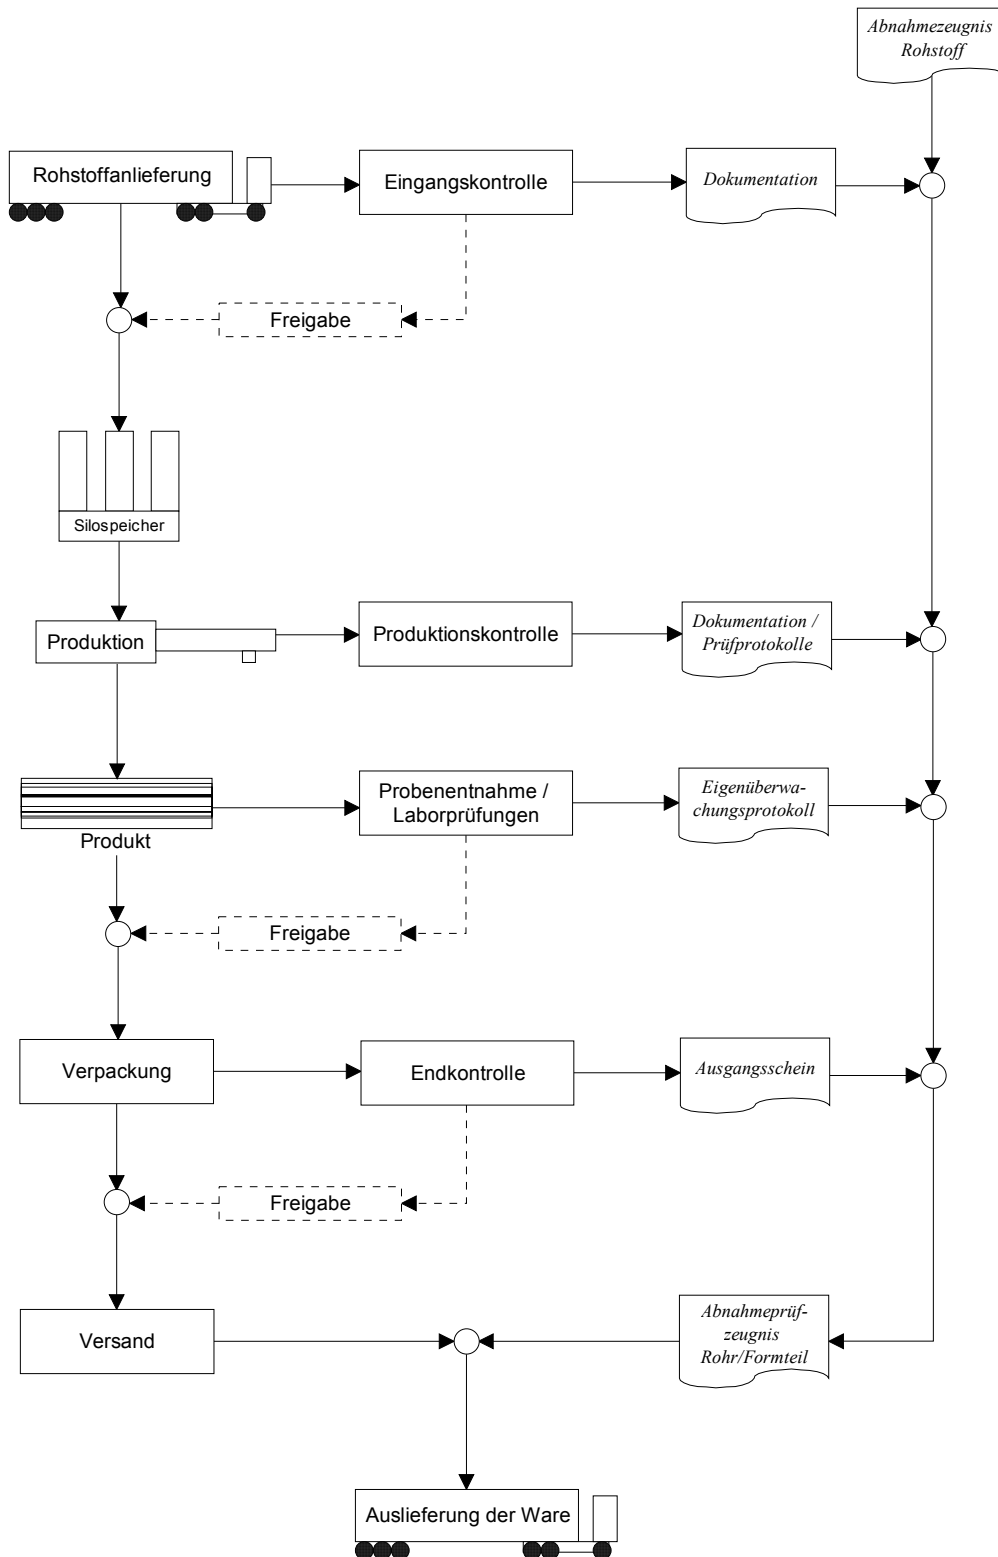 Abnahmezeugnis
Rohstoff
Rohstoffanlieferung
Eingangskontrolle
Dokumentation
Freigabe
Silospeicher
Produktion
Produktionskontrolle
Dokumentation /
Prüfprotokolle
Probenentnahme /
Laborprüfungen
Eigenüberwa-
chungsprotokoll
Produkt
Freigabe
Verpackung
Endkontrolle
Ausgangsschein
Freigabe
Versand
Abnahmeprüf-
zeugnis
Rohr/Formteil
Auslieferung der Ware